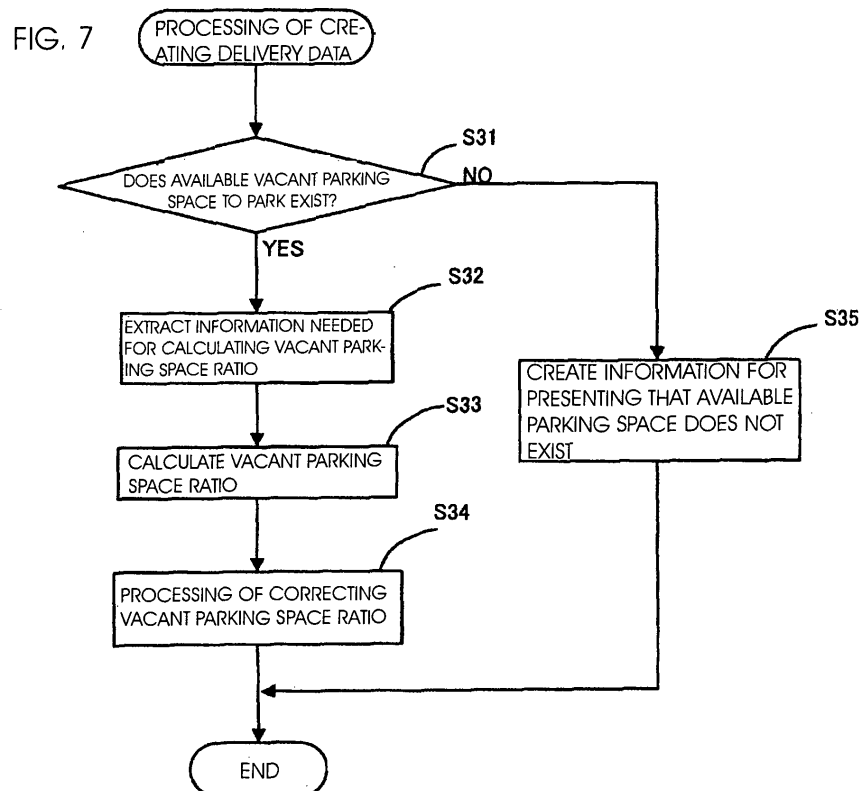 FIG. 7
PROCESSING OF CRE-
ATING DELIVERY DATA
S31
DOES AVAILABLE VACANT PARKING
SPACE TO PARK EXIST?
NO
YES
S32
EXTRACT INFORMATION NEEDED
FOR CALCULATING VACANT PARK-
ING SPACE RATIO
S35
CREATE INFORMATION FOR
PRESENTING THAT AVAILABLE
PARKING SPACE DOES NOT
EXIST
S33
CALCULATE VACANT PARKING
SPACE RATIO
S34
PROCESSING OF CORRECTING
VACANT PARKING SPACE RATIO
END